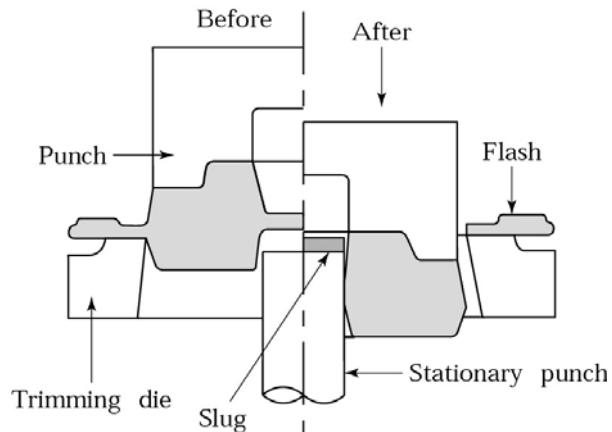 Before
After
Punch
Flash
Trimming die
Slug
Stationary punch